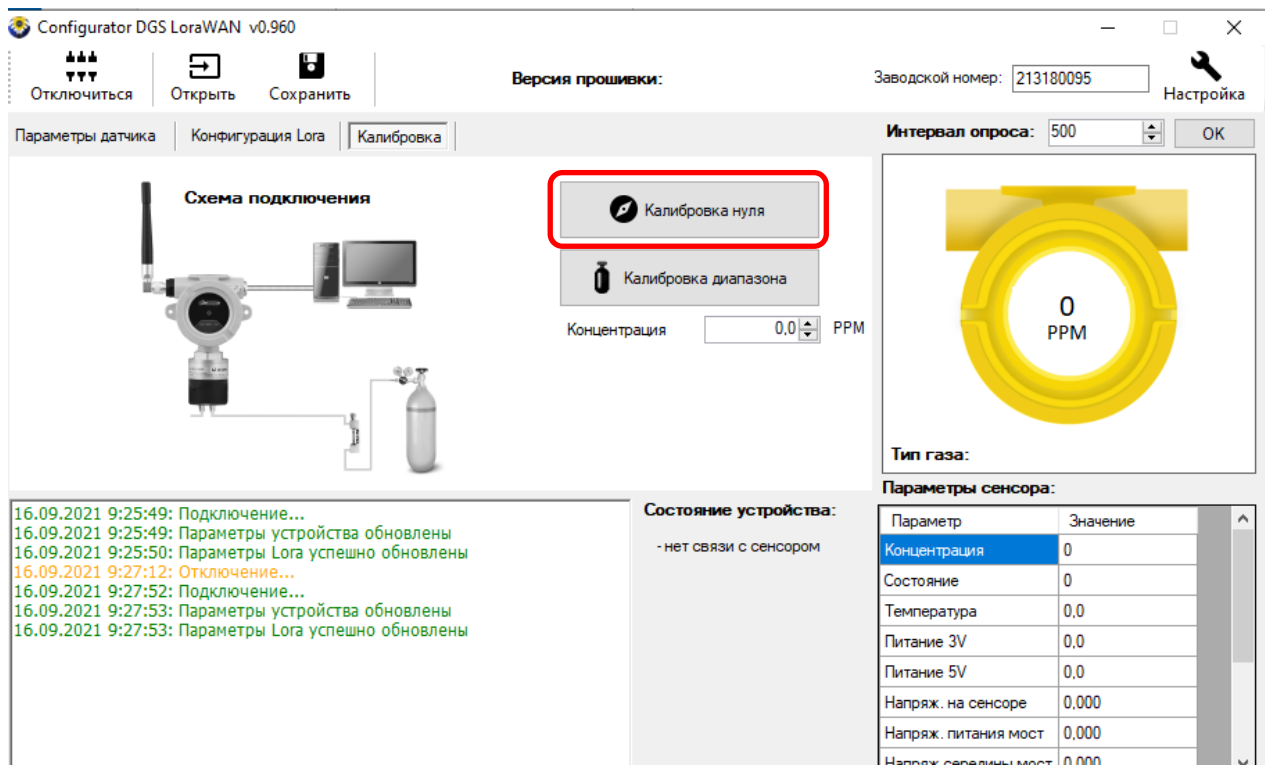 Configurator DGS LoraWAN v0.960
Отключиться
Открыть
Сохранить
Версия прошивки:
Заводской номер: 213180095
Настройка
Параметры датчика
Конфигурация Lora
Калибровка
Интервал опроса: 500
OK
Схема подключения
Калибровка нуля
Калибровка диапазона
Концентрация 0,0 PPM
0
PPM
Тип газа:
16.09.2021 9:25:49: Подключение...
16.09.2021 9:25:49: Параметры устройства обновлены
16.09.2021 9:25:50: Параметры Lora успешно обновлены
16.09.2021 9:27:12: Отключение...
16.09.2021 9:27:52: Подключение...
16.09.2021 9:27:53: Параметры устройства обновлены
16.09.2021 9:27:53: Параметры Lora успешно обновлены
Состояние устройства:
- нет связи с сенсором
Параметры сенсора:
Параметр Значение
Концентрация 0
Состояние 0
Температура 0,0
Питание 3V 0,0
Питание 5V 0,0
Напряж. на сенсоре 0,000
Напряж. питания мост 0,000
Напряж середины мост 0,000